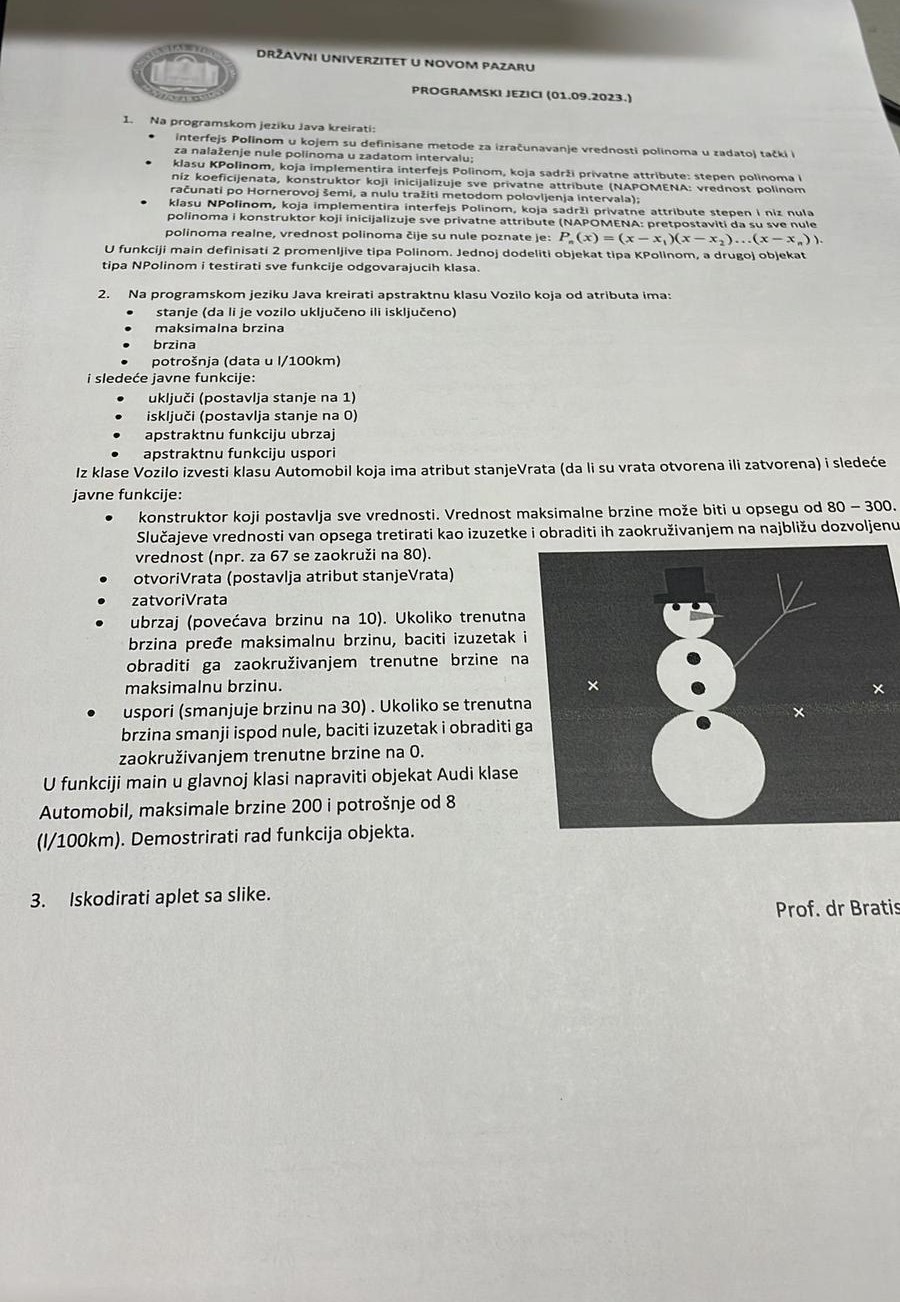 DRŽAVNI UNIVERZITET U NOVOM PAZARU
PROGRAMSKI JEZICI (01.09.2023.)
1. Na programskom jeziku Java kreirati:
• interfejs Polinom u kojem su definisane metode za izračunavanje vrednosti polinoma u zadatoj tački i
za nalaženje nule polinoma u zadatom intervalu;
• klasu KPolinom, koja implementira interfejs Polinom, koja sadrži privatne attribute: stepen polinoma i
niz koeficijenata, konstruktor koji inicijalizuje sve privatne attribute (NAPOMENA: vrednost polinom
računati po Hornerovoj šemi, a nulu tražiti metodom polovljenja intervala);
• klasu NPolinom, koja implementira interfejs Polinom, koja sadrži privatne attribute stepen i niz nula
polinoma i konstruktor koji inicijalizuje sve privatne attribute (NAPOMENA: pretpostaviti da su sve nule
polinoma realne, vrednost polinoma čije su nule poznate je: Pₙ(x) = (x − x₁)(x − x₂)...(x − xₙ)).
U funkciji main definisati 2 promenljive tipa Polinom. Jednoj dodeliti objekat tipa KPolinom, a drugoj objekat
tipa NPolinom i testirati sve funkcije odgovarajucih klasa.
2. Na programskom jeziku Java kreirati apstraktnu klasu Vozilo koja od atributa ima:
• stanje (da li je vozilo uključeno ili isključeno)
• maksimalna brzina
• brzina
• potrošnja (data u l/100km)
i sledeće javne funkcije:
• uključi (postavlja stanje na 1)
• isključi (postavlja stanje na 0)
• apstraktnu funkciju ubrzaj
• apstraktnu funkciju uspori
Iz klase Vozilo izvesti klasu Automobil koja ima atribut stanjeVrata (da li su vrata otvorena ili zatvorena) i sledeće
javne funkcije:
• konstruktor koji postavlja sve vrednosti. Vrednost maksimalne brzine može biti u opsegu od 80 – 300.
Slučajeve vrednosti van opsega tretirati kao izuzetke i obraditi ih zaokruživanjem na najbližu dozvoljenu
vrednost (npr. za 67 se zaokruži na 80).
• otvoriVrata (postavlja atribut stanjeVrata)
• zatvoriVrata
• ubrzaj (povećava brzinu na 10). Ukoliko trenutna
brzina pređe maksimalnu brzinu, baciti izuzetak i
obraditi ga zaokruživanjem trenutne brzine na
maksimalnu brzinu.
• uspori (smanjuje brzinu na 30) . Ukoliko se trenutna
brzina smanji ispod nule, baciti izuzetak i obraditi ga
zaokruživanjem trenutne brzine na 0.
U funkciji main u glavnoj klasi napraviti objekat Audi klase
Automobil, maksimale brzine 200 i potrošnje od 8
(l/100km). Demostrirati rad funkcija objekta.
3. Iskodirati aplet sa slike.
Prof. dr Bratis